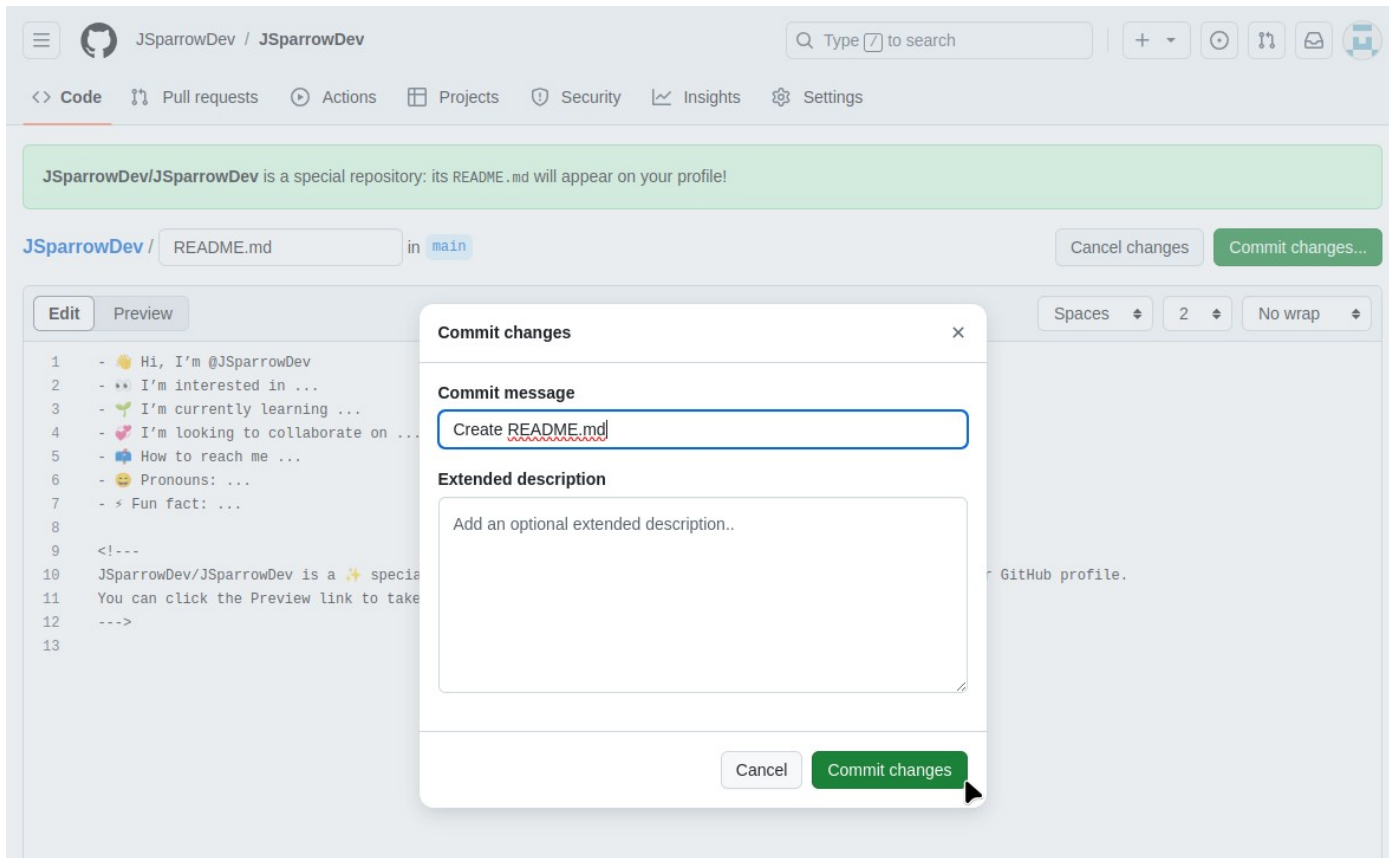 JSparrowDev / JSparrowDev
Type / to search
Code Pull requests Actions Projects Security Insights Settings
JSparrowDev/JSparrowDev is a special repository: its README.md will appear on your profile!
JSparrowDev / README.md in main Cancel changes Commit changes...
Edit Preview Spaces 2 No wrap
1 - 👋 Hi, I’m @JSparrowDev
2 - 👀 I’m interested in ...
3 - 🌱 I’m currently learning ...
4 - 💞️ I’m looking to collaborate on ...
5 - 📫 How to reach me ...
6 - 😄 Pronouns: ...
7 - ⚡ Fun fact: ...
8
9 <!---
10 JSparrowDev/JSparrowDev is a ✨ specia
r GitHub profile.
11 You can click the Preview link to take
12 --->
13
Commit changes
Commit message
Create README.md
Extended description
Add an optional extended description..
Cancel Commit changes